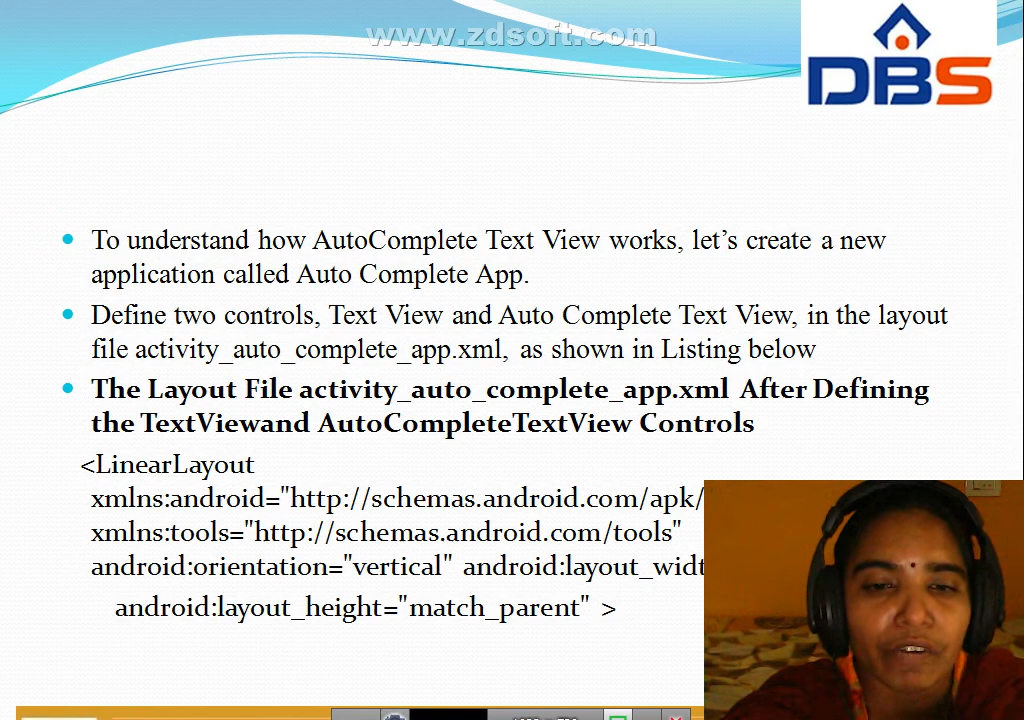 www.zdsoft.com
DBS
To understand how AutoComplete Text View works, let’s create a new
application called Auto Complete App.
Define two controls, Text View and Auto Complete Text View, in the layout
file activity_auto_complete_app.xml, as shown in Listing below
The Layout File activity_auto_complete_app.xml After Defining
the TextViewand AutoCompleteTextView Controls
<LinearLayout
xmlns:android="http://schemas.android.com/apk/
xmlns:tools="http://schemas.android.com/tools"
android:orientation="vertical" android:layout_widt
android:layout_height="match_parent" >